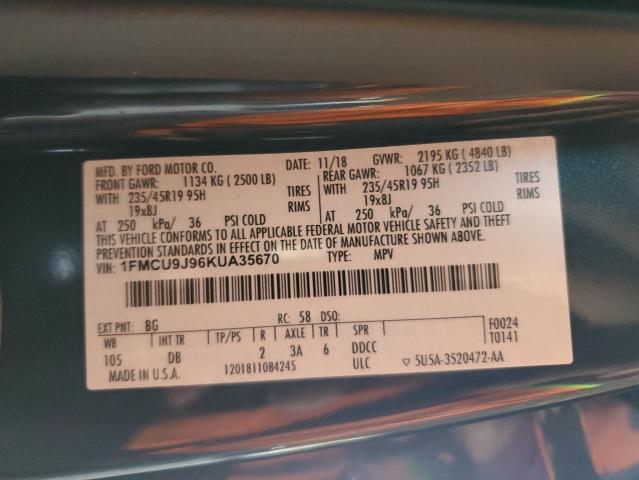 MFD. BY FORD MOTOR CO. DATE: 11/18 GVWR: 2195 KG ( 4840 LB)
FRONT GAWR: 1134 KG ( 2500 LB) REAR GAWR: 1067 KG ( 2352 LB)
WITH 235/45R19 95H TIRES WITH 235/45R19 95H TIRES
19x8J RIMS 19x8J RIMS
AT 250 kPa/ 36 PSI COLD AT 250 kPa/ 36 PSI COLD
THIS VEHICLE CONFORMS TO ALL APPLICABLE FEDERAL MOTOR VEHICLE SAFETY AND THEFT
PREVENTION STANDARDS IN EFFECT ON THE DATE OF MANUFACTURE SHOWN ABOVE.
VIN: 1FMCU9J96KUA35670 TYPE: MPV
EXT PNT: BG RC: 58 DSO: F0024
WB INT TR TP/PS R AXLE TR SPR T0141
105 DB 2 3A 6 DDCC
MADE IN U.S.A. 1201811084245 ULC ▽ 5U5A-3520472-AA